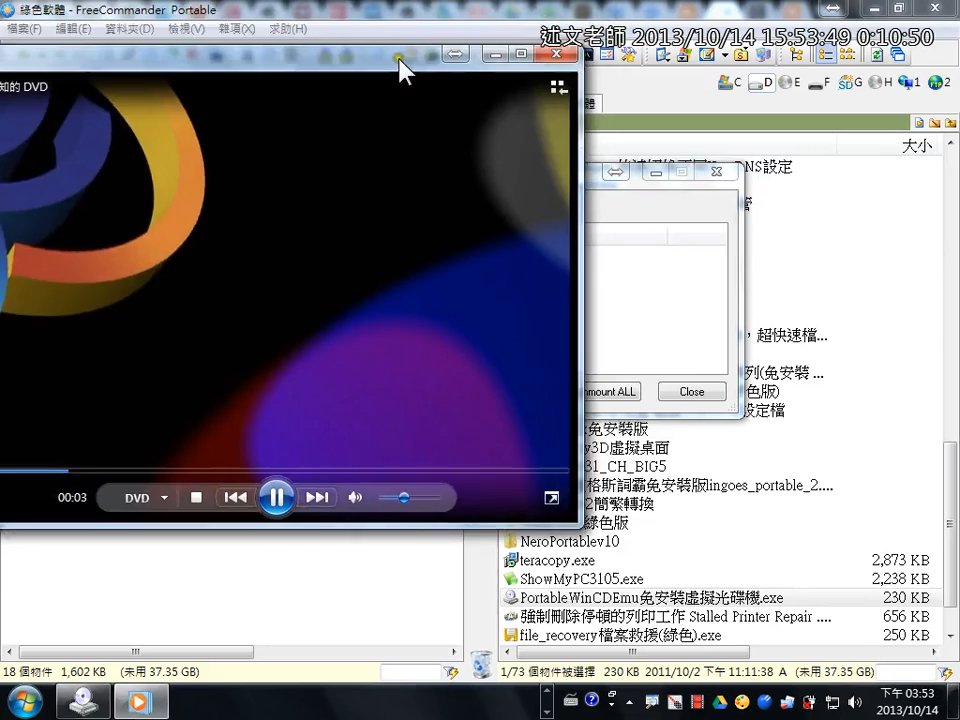 綠色軟體 - FreeCommander Portable
檔案(F) 編輯(E) 資料夾(D) 檢視(V) 雜項(X) 求助(H)
述文老師 2013/10/14 15:53:49 0:10:50
知的 DVD
C D E F G H 1 2
體
大小
DNS設定
，超快速檔...
列(免安裝 ...
色版)
設定檔
免安裝版
y3D虛擬桌面
31_CH_BIG5
格斯詞霸免安裝版lingoes_portable_2....
2簡繁轉換
綠色版
NeroPortablev10
teracopy.exe 2,873 KB
ShowMyPC3105.exe 2,238 KB
PortableWinCDEmu免安裝虛擬光碟機.exe 230 KB
強制刪除停頓的列印工作 Stalled Printer Repair .... 656 KB
file_recovery檔案救援(綠色).exe 250 KB
nmount ALL
Close
00:03
DVD
18 個物件 1,602 KB (未用 37.35 GB)
1/73 個物件被選擇 230 KB 2011/10/2 下午 11:11:38 A (未用 37.35 GB)
下午 03:53
2013/10/14